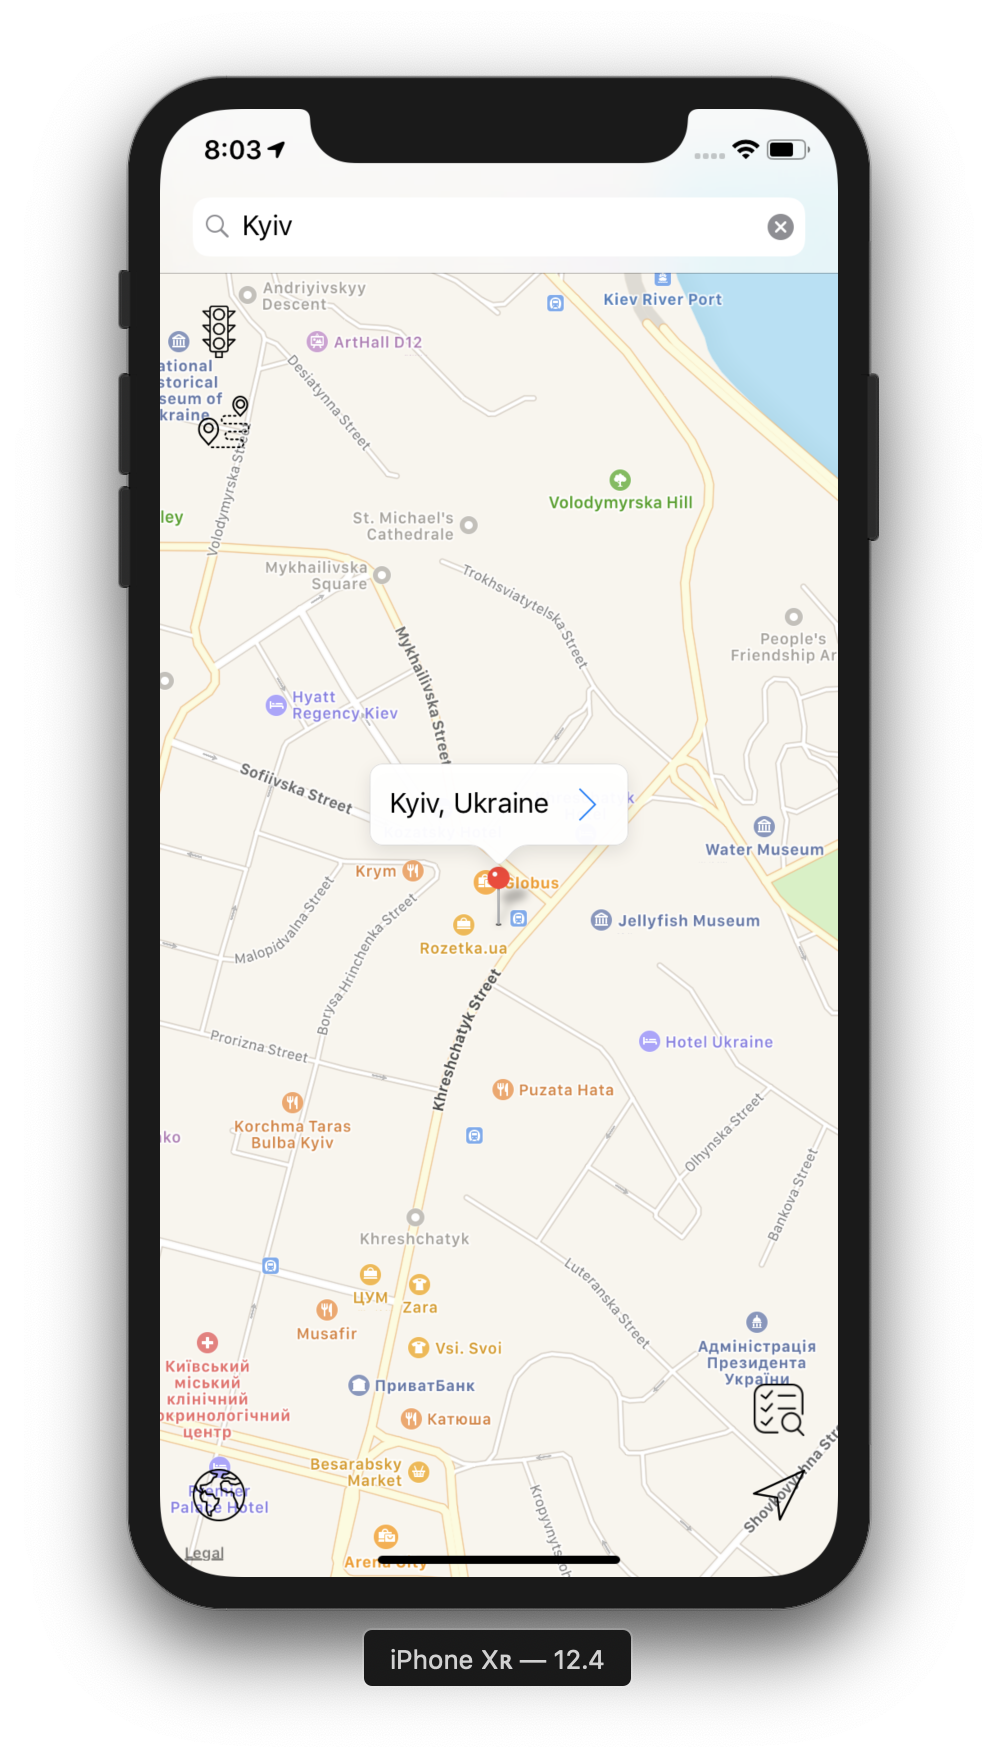 8:03
Kyiv
Andriyivskyy
Descent
Kiev River Port
ArtHall D12
ational
storical
seum of
kraine
Desiatynna Street
Volodymyrska Street
Volodymyrska Hill
ley
St. Michael's
Cathedrale
Mykhailivska
Square
Trokhsviatytelska Street
People's
Friendship Ar
Mykhailivska Street
Hyatt
Regency Kiev
Sofiivska Street
Kyiv, Ukraine
Water Museum
Krym
Globus
Malopidvalna Street
Borysa Hrinchenka Street
Jellyfish Museum
Rozetka.ua
Khreshchatyk Street
Prorizna Street
Hotel Ukraine
Puzata Hata
Korchma Taras
Bulba Kyiv
ko
Olhynska Street
Bankova Street
Khreshchatyk
Luteranska Street
ЦУМ
Zara
Musafir
Vsi. Svoi
Київський
міський
клінічний
окринологічний
центр
Адміністрація
Президента
України
ПриватБанк
Катюша
Besarabsky
Market
Premier
Palace Hotel
Shovkovychna Str
Kropyvnyts
Legal
Arena City
iPhone XR — 12.4